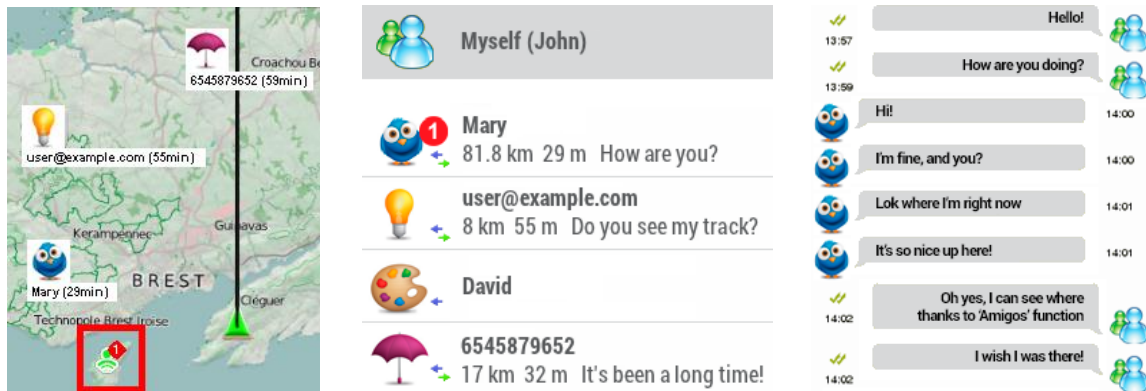 Croachou Be
6545879652 (59min)
user@example.com (55min)
Kerampennec
Guipavas
Mary (29min)
BREST
Cléguer
Technopole Brest Iroise
1
Myself (John)
1
Mary
81.8 km 29 m How are you?
user@example.com
8 km 55 m Do you see my track?
David
6545879652
17 km 32 m It's been a long time!
Hello!
13:57
How are you doing?
13:59
Hi!
14:00
I'm fine, and you?
14:00
Lok where I'm right now
14:01
It's so nice up here!
14:01
Oh yes, I can see where
thanks to 'Amigos' function
14:02
I wish I was there!
14:02